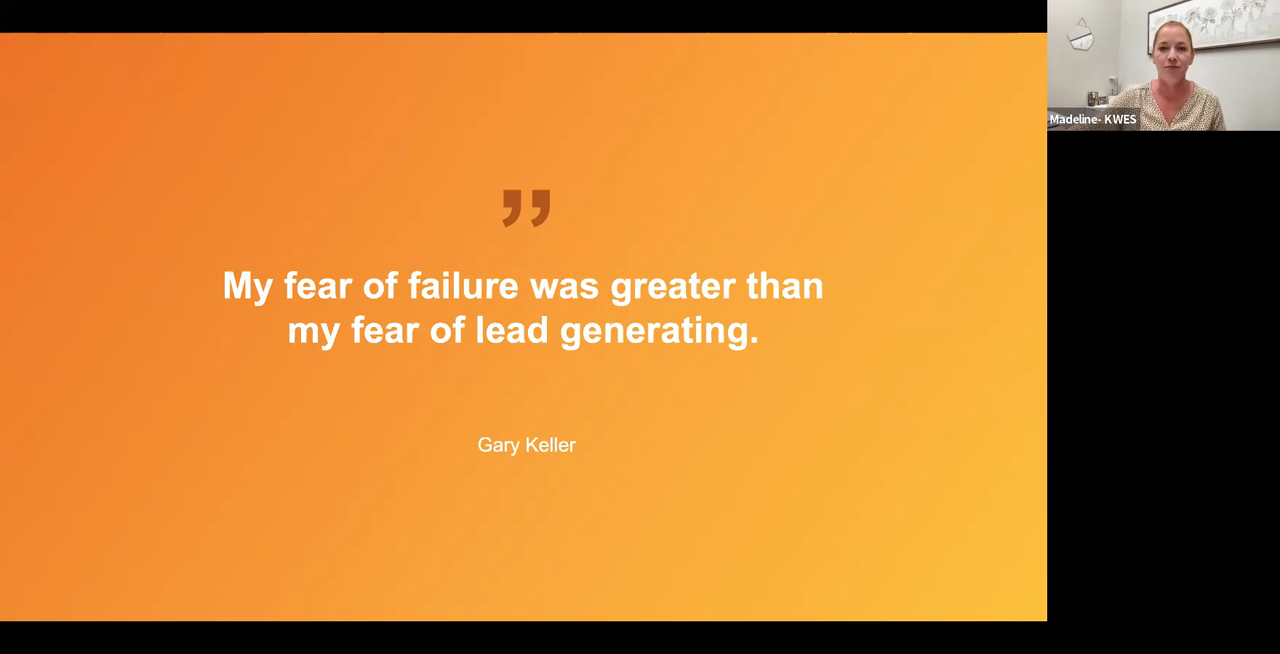 ”
My fear of failure was greater than
my fear of lead generating.
Gary Keller
Madeline- KWES